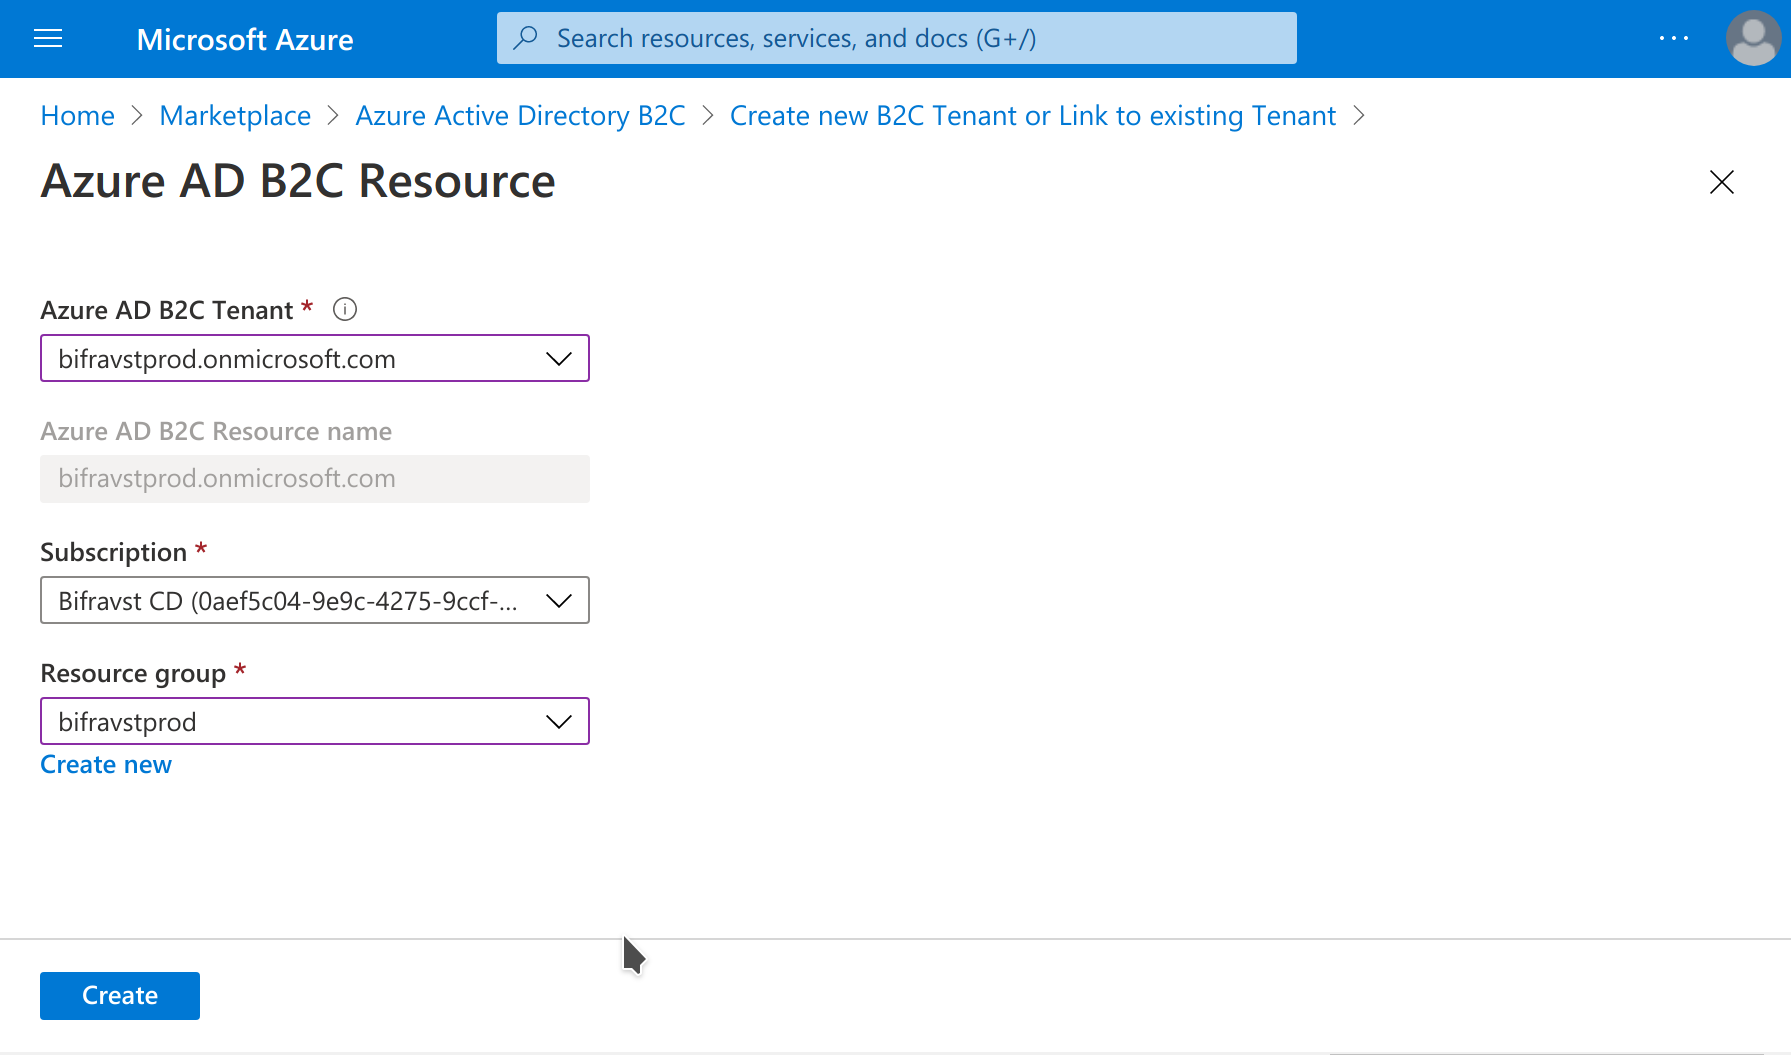 Microsoft Azure
Search resources, services, and docs (G+/)
Home > Marketplace > Azure Active Directory B2C > Create new B2C Tenant or Link to existing Tenant >
Azure AD B2C Resource
Azure AD B2C Tenant *
bifravstprod.onmicrosoft.com
Azure AD B2C Resource name
bifravstprod.onmicrosoft.com
Subscription *
Bifravst CD (0aef5c04-9e9c-4275-9ccf-...
Resource group *
bifravstprod
Create new
Create